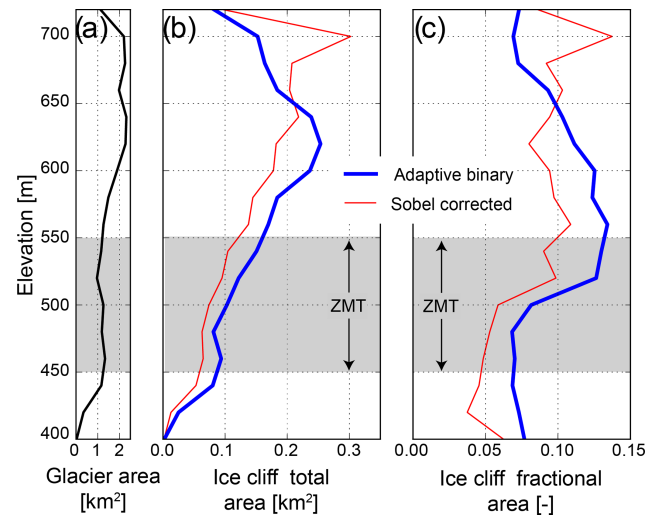 (a)
(b)
(c)
700
650
600
550
500
450
400
Elevation [m]
Adaptive binary
Sobel corrected
ZMT
ZMT
0 1 2
0.0 0.1 0.2 0.3
0.00 0.05 0.10 0.15
Glacier area
[km²]
Ice cliff total
area [km²]
Ice cliff fractional
area [-]